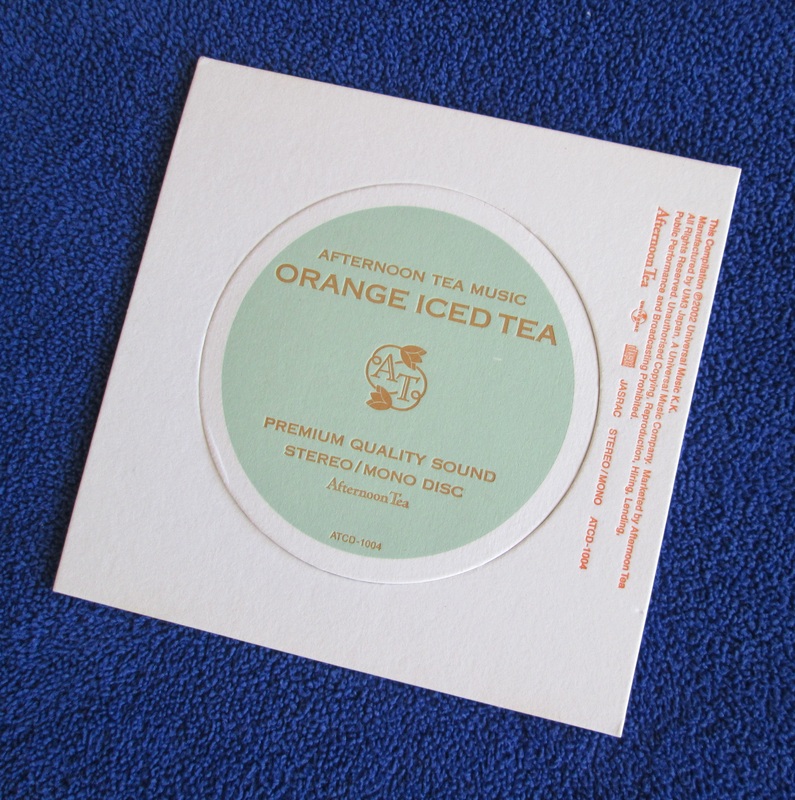 AFTERNOON TEA MUSIC
ORANGE ICED TEA
A.T.
PREMIUM QUALITY SOUND
STEREO/MONO DISC
Afternoon Tea
ATCD-1004
This Compilation ℗2002 Universal Music K.K.
Manufactured by UMS Japan. A Universal Music Company. Marketed by Afternoon Tea
All Rights Reserved. Unauthorised Copying, Reproduction, Hiring, Lending,
Public Performance and Broadcasting Prohibited.
Afternoon Tea JASRAC STEREO/MONO ATCD-1004